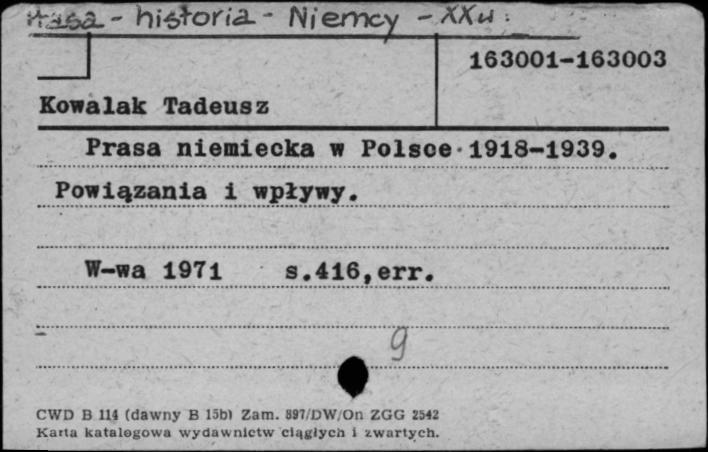 Prasa - historia - Niemcy - XX w.
163001-163003
Kowalak Tadeusz
Prasa niemiecka w Polsce 1918-1939.
Powiązania i wpływy.
W-wa 1971 s.416,err.
9
CWD B 114 (dawny B 15b) Zam. 897/DW/On ZGG 2542
Karta katalogowa wydawnictw ciągłych i zwartych.